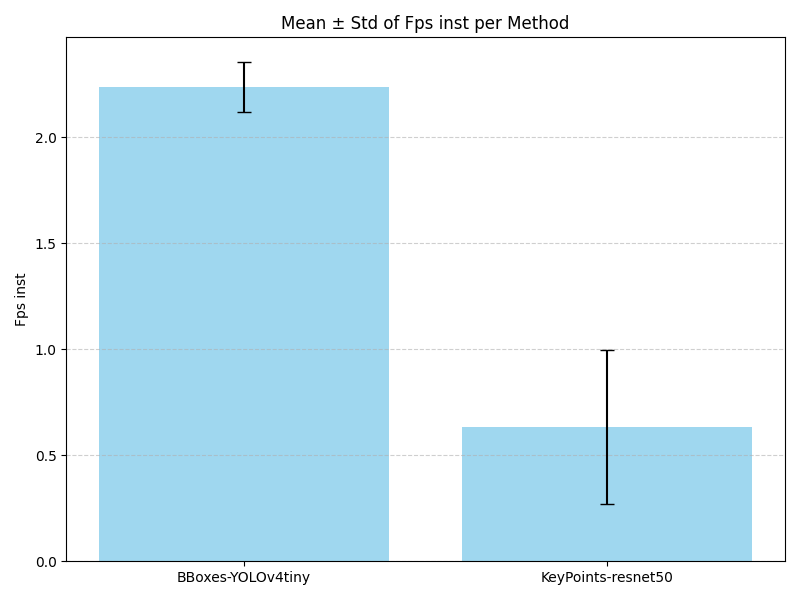 Mean ± Std of Fps inst per Method
Fps inst
2.0
1.5
1.0
0.5
0.0
BBoxes-YOLOv4tiny
KeyPoints-resnet50